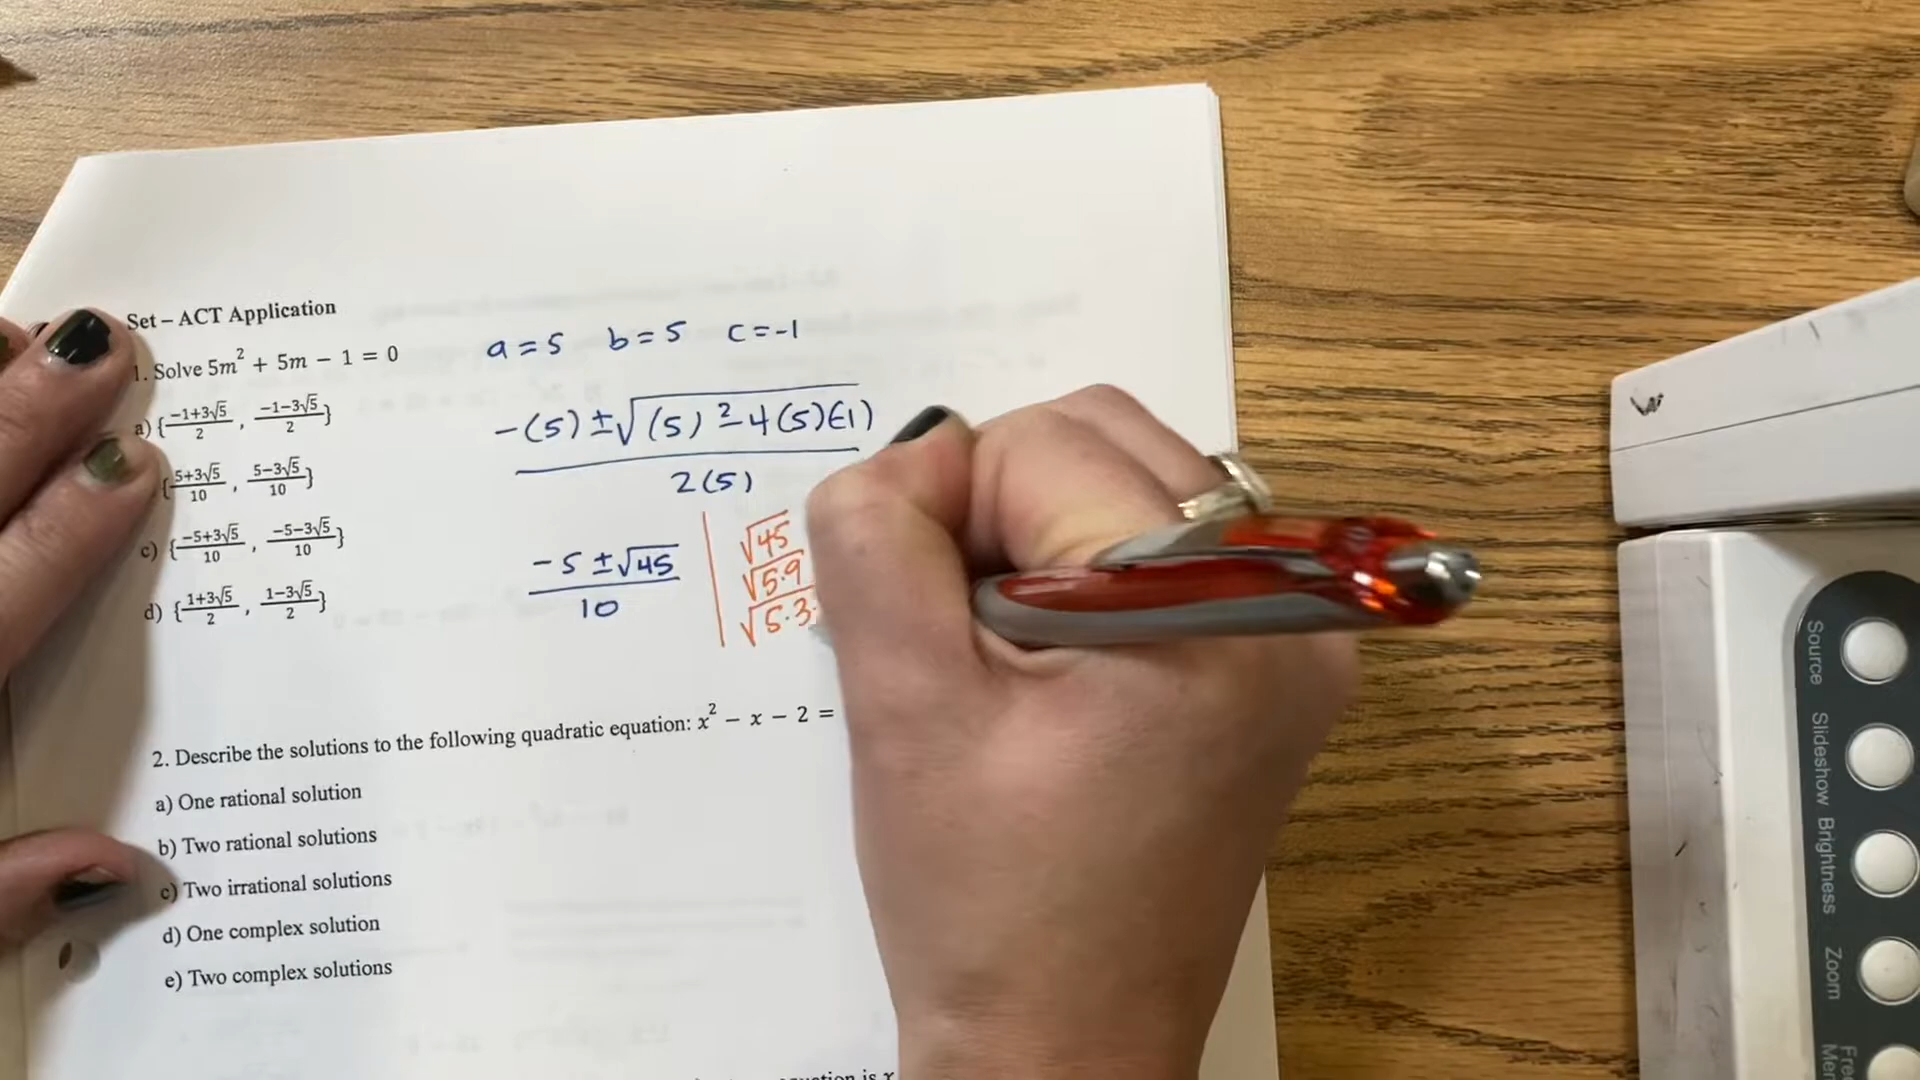 Set – ACT Application
1. Solve 5m² + 5m − 1 = 0
a = 5 b = 5 c = -1
a) {(−1+3√5)/2, (−1−3√5)/2}
{(5+3√5)/10, (5−3√5)/10}
c) {(−5+3√5)/10, (−5−3√5)/10}
d) {(1+3√5)/2, (1−3√5)/2}
-(5) ± √(5)² - 4(5)(-1)
2(5)
-5 ± √45
10
√45
√5·9
√5·3·
2. Describe the solutions to the following quadratic equation: x² − x − 2 =
a) One rational solution
b) Two rational solutions
c) Two irrational solutions
d) One complex solution
e) Two complex solutions
Source
Slideshow
Brightness
Zoom